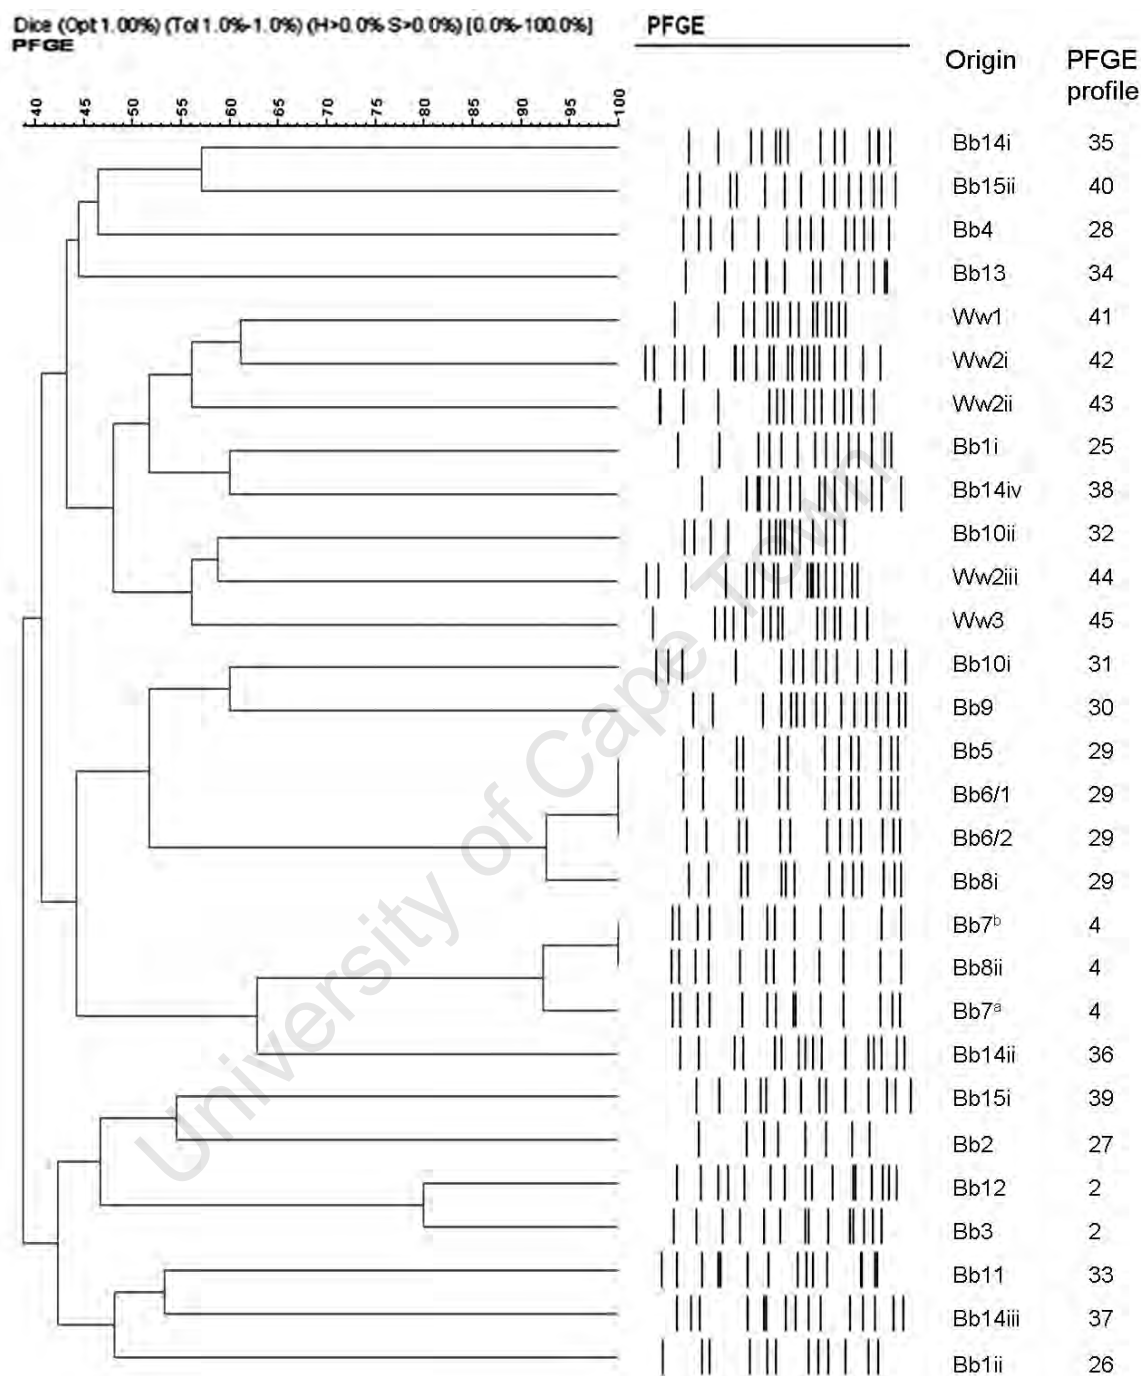 Dice (Opt 1.00%) (Tol 1.0%-1.0%) (H>0.0% S>0.0%) [0.0%-100.0%]
PFGE
PFGE
Origin PFGE profile
40 45 50 55 60 65 70 75 80 85 90 95 100
Bb14i 35
Bb15ii 40
Bb4 28
Bb13 34
Ww1 41
Ww2i 42
Ww2ii 43
Bb1i 25
Bb14iv 38
Bb10ii 32
Ww2iii 44
Ww3 45
Bb10i 31
Bb9 30
Bb5 29
Bb6/1 29
Bb6/2 29
Bb8i 29
Bb7ᵇ 4
Bb8ii 4
Bb7ᵃ 4
Bb14ii 36
Bb15i 39
Bb2 27
Bb12 2
Bb3 2
Bb11 33
Bb14iii 37
Bb1ii 26
University of Cape Town